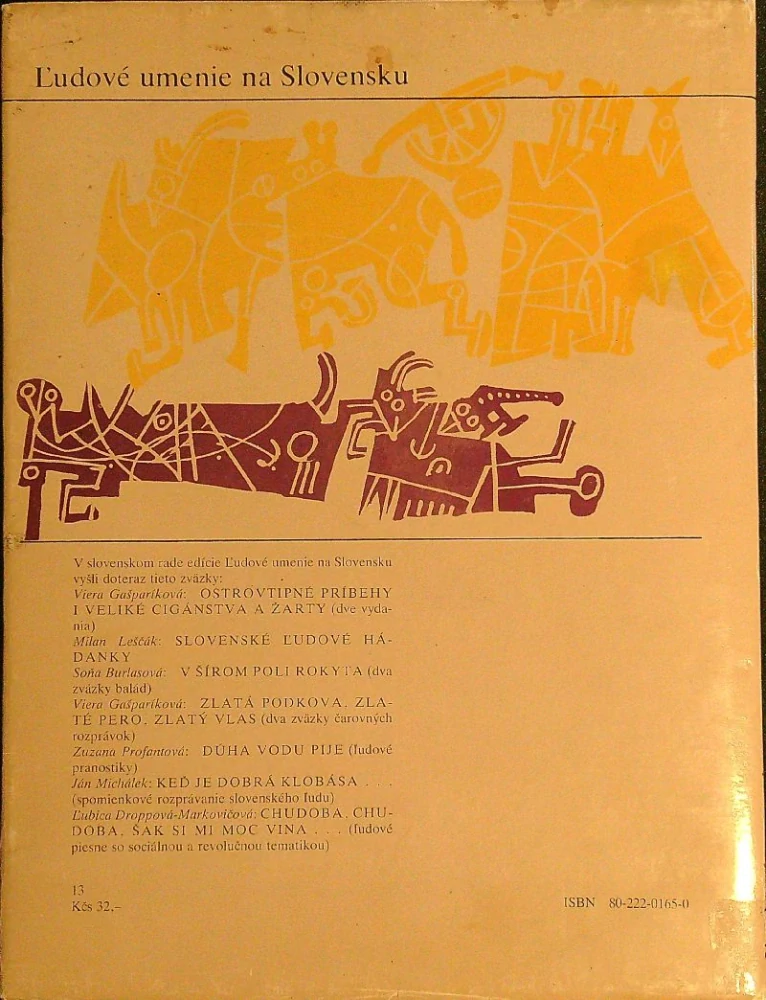 Ľudové umenie na Slovensku
V slovenskom rade edície Ľudové umenie na Slovensku
vyšli doteraz tieto zväzky:
Viera Gašparíková: OSTROVTIPNÉ PRÍBEHY
I VELIKÉ CIGÁNSTVA A ŽARTY (dve vyda-
nia)
Milan Leščák: SLOVENSKÉ ĽUDOVÉ HÁ-
DANKY
Soňa Burlasová: V ŠÍROM POLI ROKYTA (dva
zväzky balád)
Viera Gašparíková: ZLATÁ PODKOVA, ZLA-
TÉ PERO, ZLATÝ VLAS (dva zväzky čarovných
rozprávok)
Zuzana Profantová: DÚHA VODU PIJE (ľudové
pranostiky)
Ján Michálek: KEĎ JE DOBRÁ KLOBÁSA . . .
(spomienkové rozprávanie slovenského ľudu)
Ľubica Droppová-Markovičová: CHUDOBA, CHU-
DOBA, ŠAK SI MI MOC VINA . . . (ľudové
piesne so sociálnou a revolučnou tematikou)
13
Kčs 32,–
ISBN 80-222-0165-0